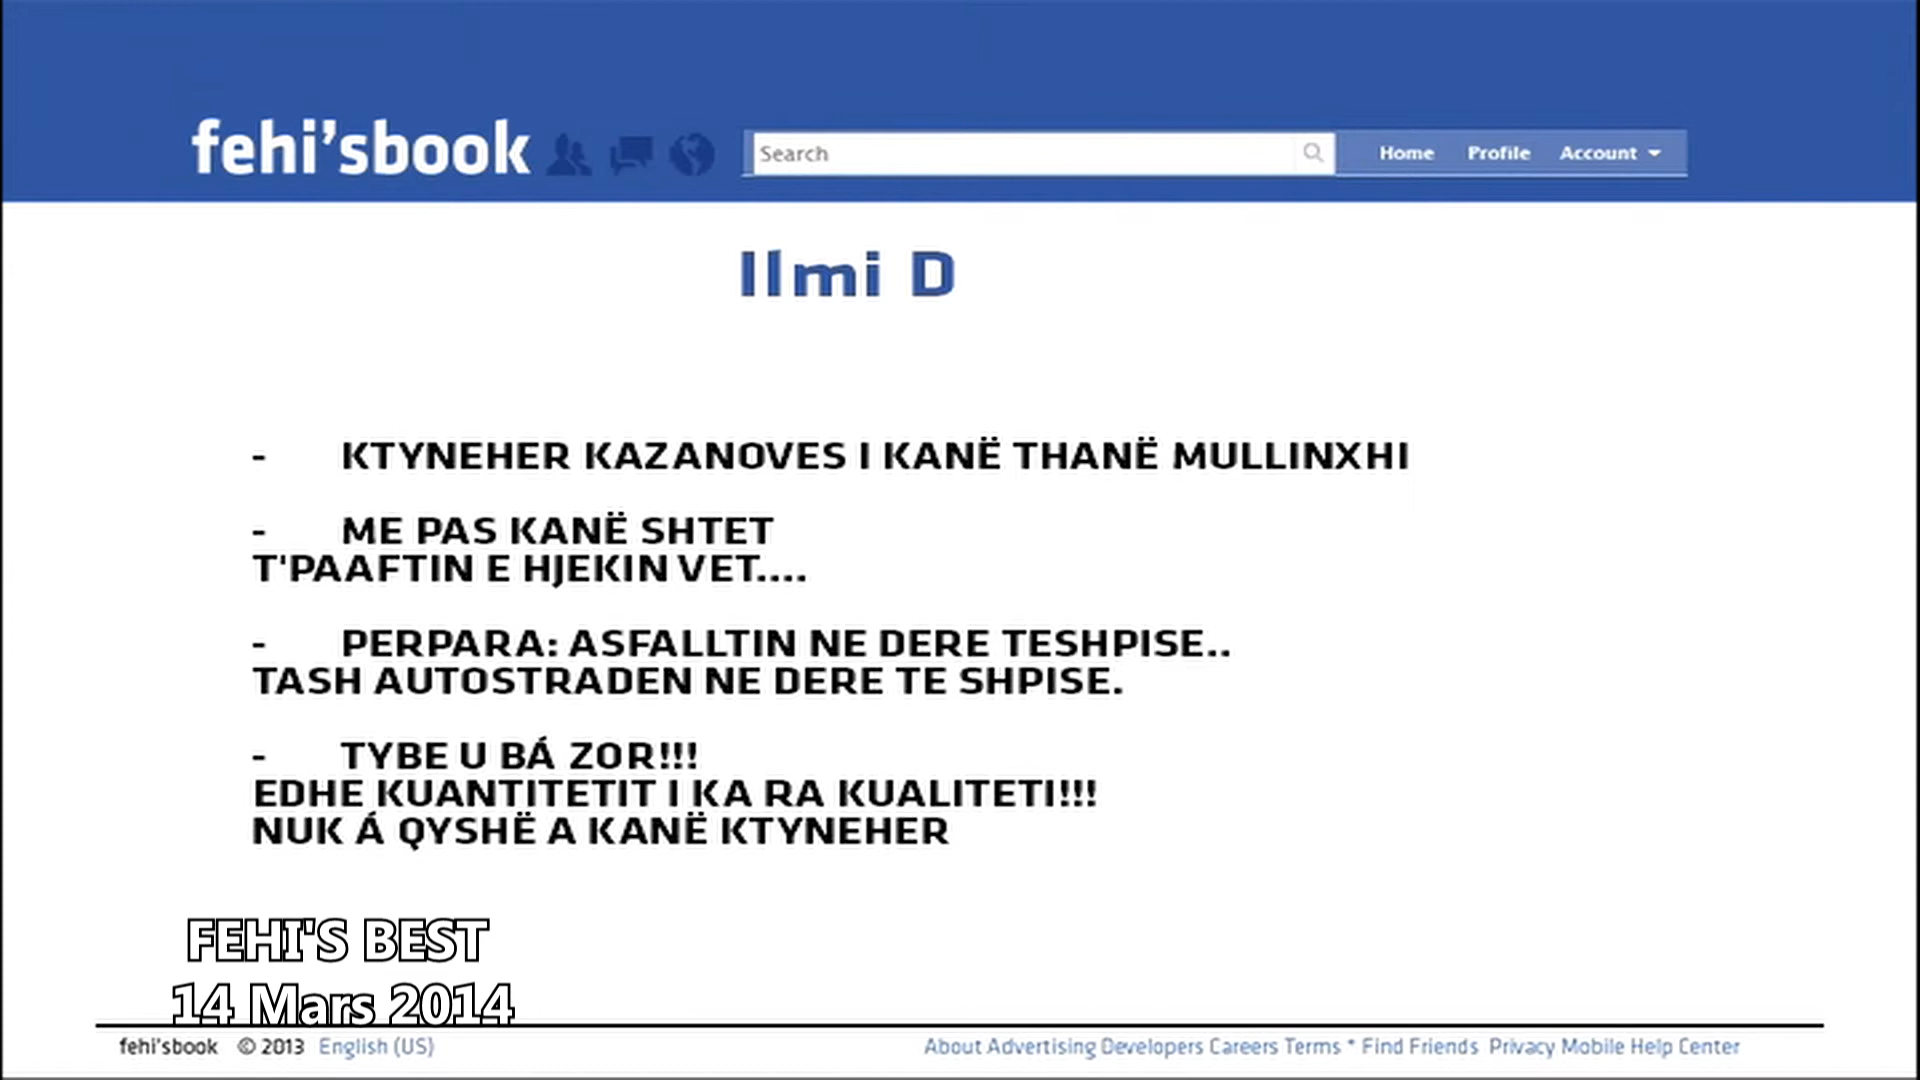 fehi'sbook Search Home Profile Account
Ilmi D
- KTYNEHER KAZANOVES I KANË THANË MULLINXHI
- ME PAS KANË SHTET
T'PAAFTIN E HJEKIN VET....
- PERPARA: ASFALLTIN NE DERE TESHPISE..
TASH AUTOSTRADEN NE DERE TE SHPISE.
- TYBE U BÁ ZOR!!!
EDHE KUANTITETIT I KA RA KUALITETI!!!
NUK Á QYSHË A KANË KTYNEHER
FEHI'S BEST
14 Mars 2014
fehi'sbook © 2013 English (US) About Advertising Developers Careers Terms * Find Friends Privacy Mobile Help Center